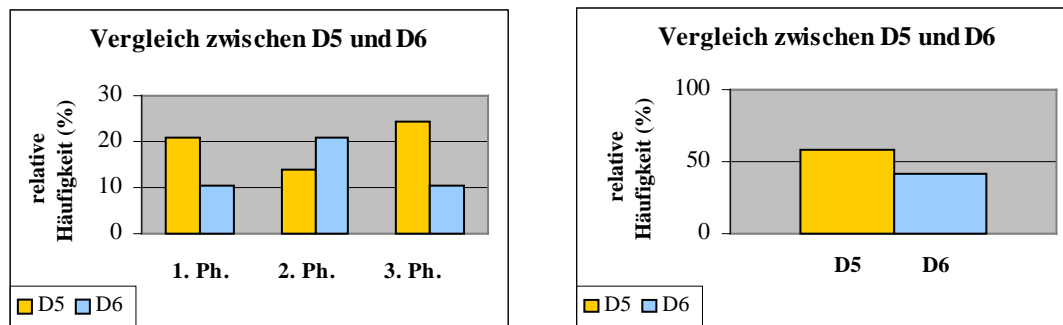 Vergleich zwischen D5 und D6
relative
Häufigkeit (%)
30
20
10
0
1. Ph.
2. Ph.
3. Ph.
D5
D6
Vergleich zwischen D5 und D6
relative
Häufigkeit (%)
100
50
0
D5
D6
D5
D6